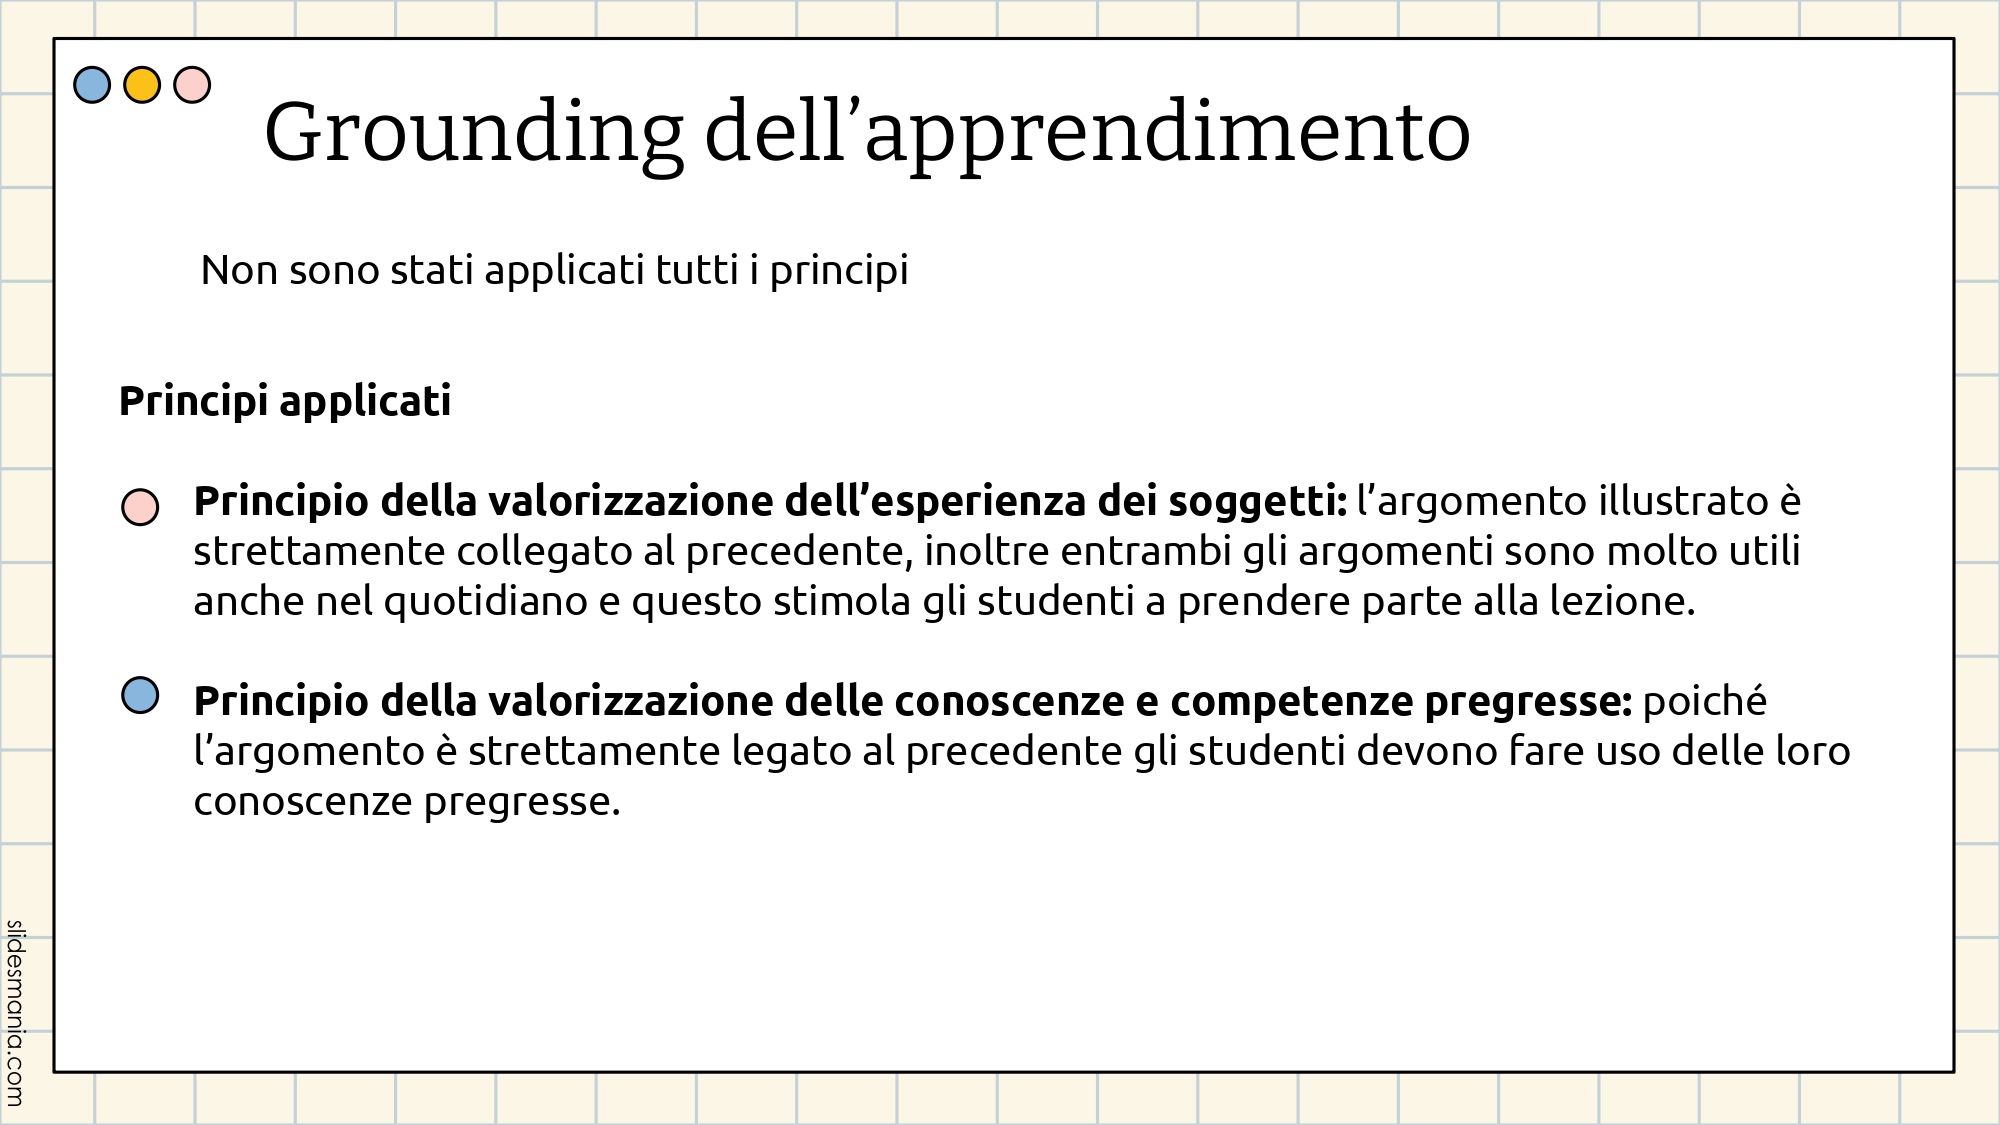 Grounding dell’apprendimento
Non sono stati applicati tutti i principi
Principi applicati
Principio della valorizzazione dell’esperienza dei soggetti: l’argomento illustrato è
strettamente collegato al precedente, inoltre entrambi gli argomenti sono molto utili
anche nel quotidiano e questo stimola gli studenti a prendere parte alla lezione.
Principio della valorizzazione delle conoscenze e competenze pregresse: poiché
l’argomento è strettamente legato al precedente gli studenti devono fare uso delle loro
conoscenze pregresse.
slidesmania.com